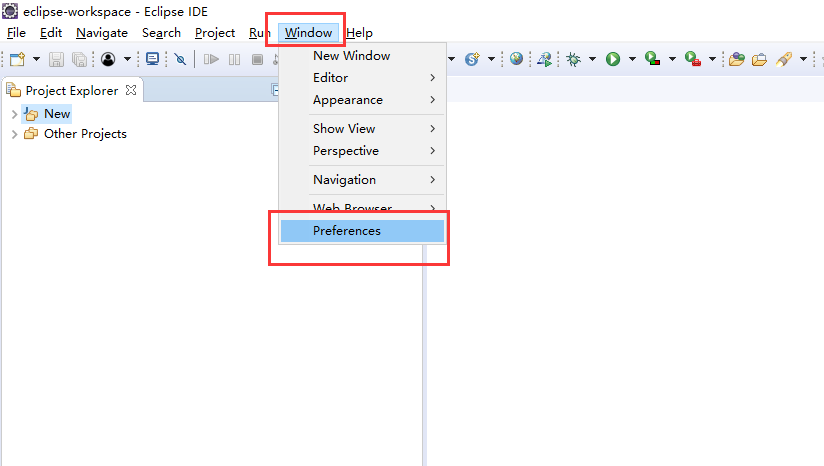 eclipse-workspace - Eclipse IDE
File Edit Navigate Search Project Run Window Help
Project Explorer
New
Other Projects
New Window
Editor
Appearance
Show View
Perspective
Navigation
Web Browser
Preferences